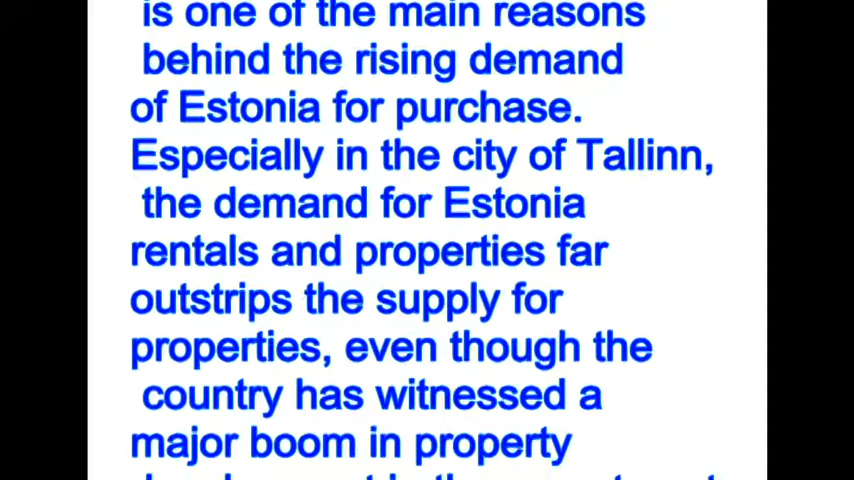 is one of the main reasons
behind the rising demand
of Estonia for purchase.
Especially in the city of Tallinn,
the demand for Estonia
rentals and properties far
outstrips the supply for
properties, even though the
country has witnessed a
major boom in property